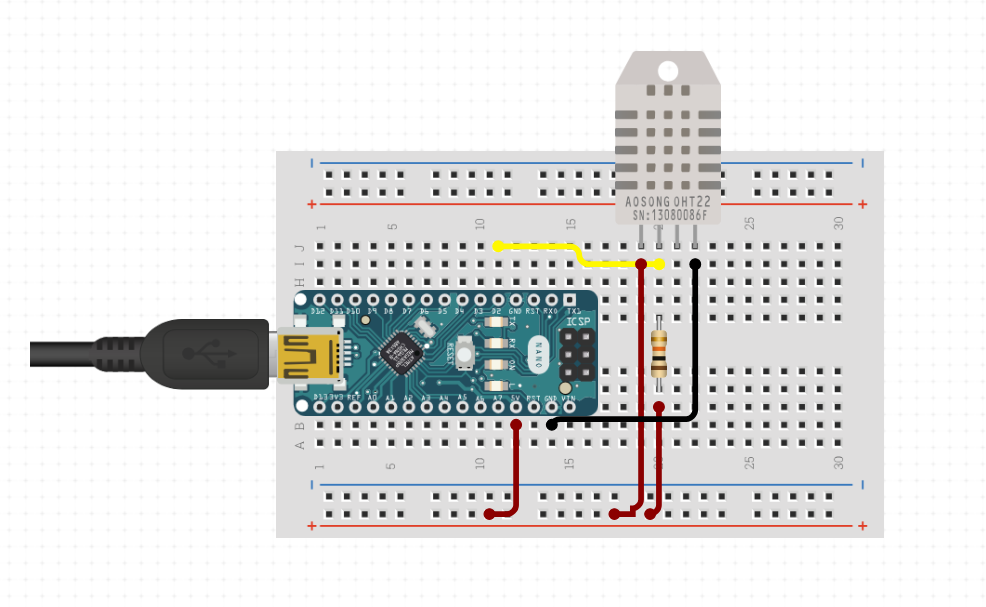 AOSONG OHT22
SN:13080086F
1 5 10 15 25 30
J
I
H
D12 D11 D10 D9 D8 D7 D6 D5 D4 D3 D2 GND RST RX0 TX1
ICSP
TX
RX
ON
L
RESET
NANO
D13 3V3 REF A0 A1 A2 A3 A4 A5 A6 A7 5V RST GND VIN
B
A
1 5 10 15 25 30